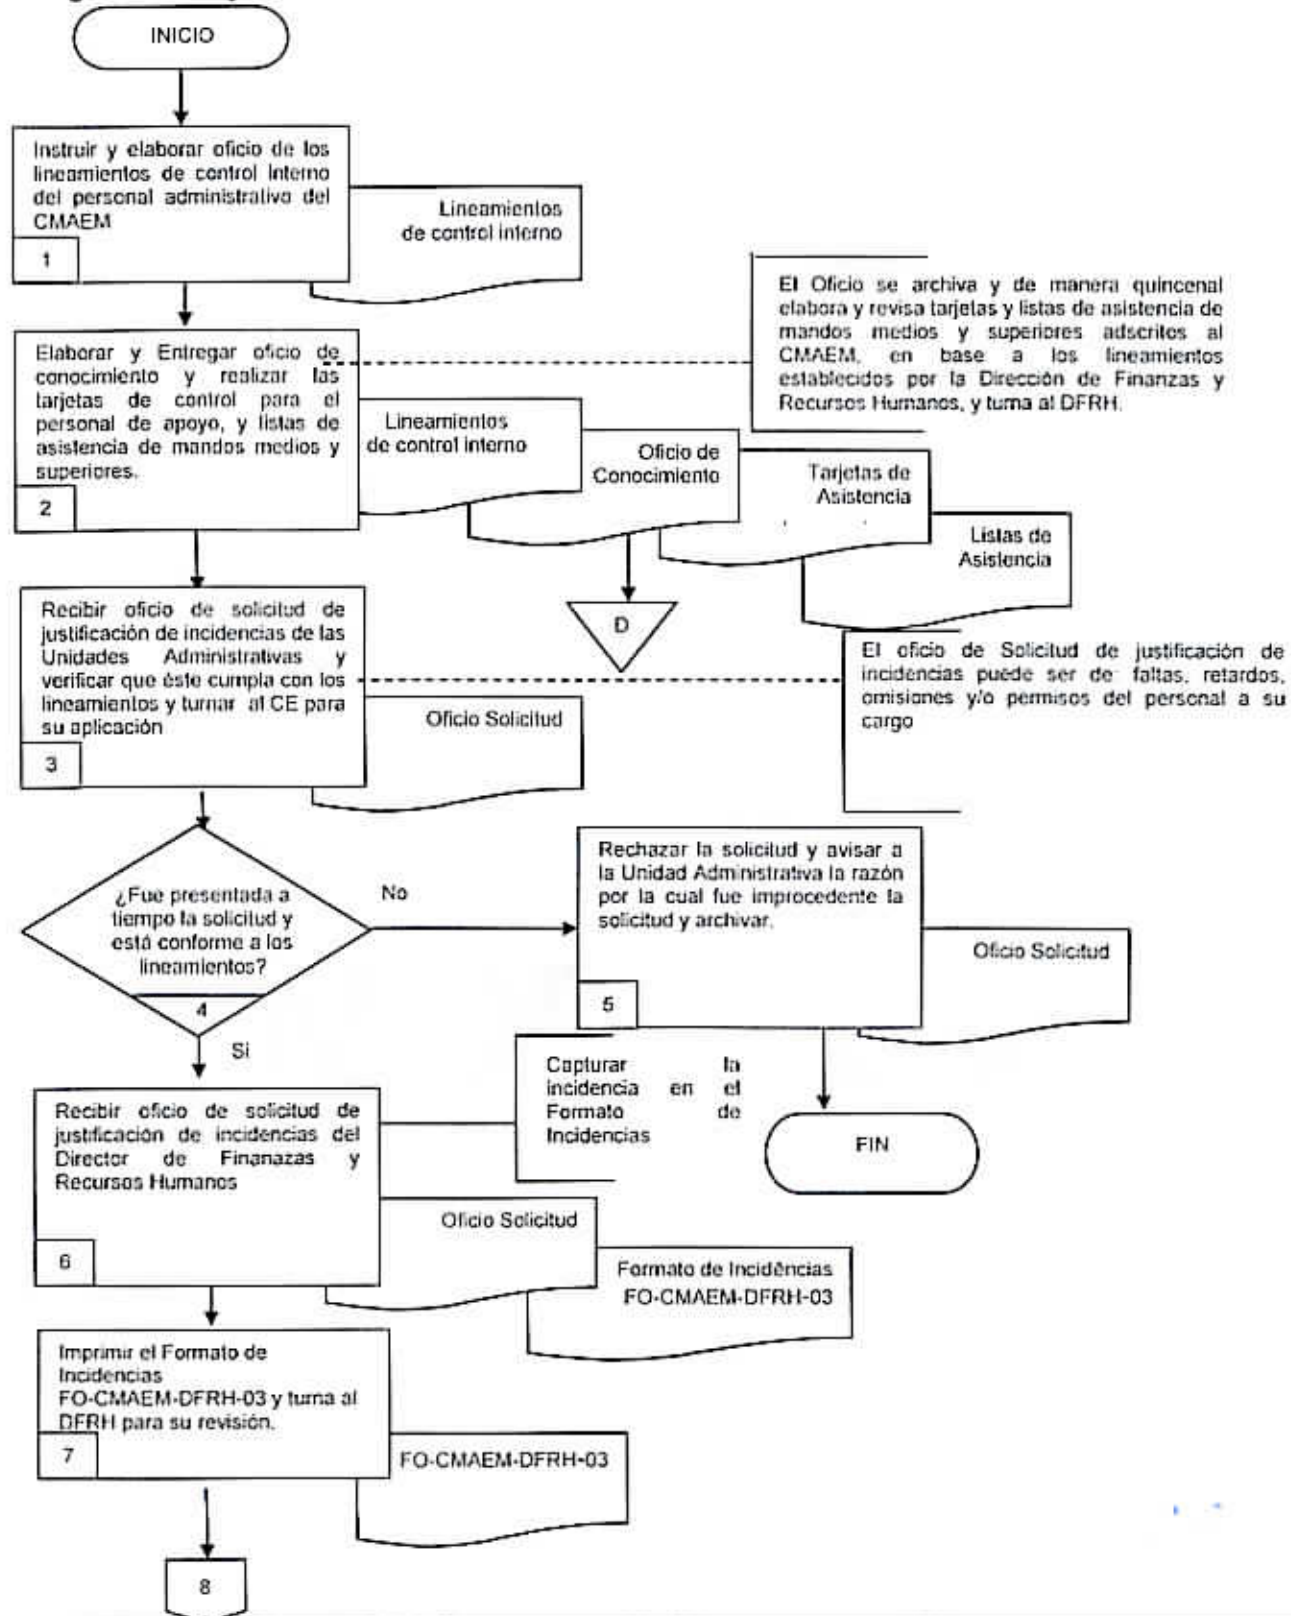 INICIO
Instruir y elaborar oficio de los
lineamientos de control Interno
del personal administrativo del
CMAEM
1
Lineamientos
de control interno
El Oficio se archiva y de manera quincenal
elabora y revisa tarjetas y listas de asistencia de
mandos medios y superiores adscritos al
CMAEM, en base a los lineamientos
establecidos por la Dirección de Finanzas y
Recursos Humanos, y turna al DFRH.
Elaborar y Entregar oficio de
conocimiento y realizar las
tarjetas de control para el
personal de apoyo, y listas de
asistencia de mandos medios y
superiores.
2
Lineamientos
de control interno
Oficio de
Conocimiento
Tarjetas de
Asistencia
Listas de
Asistencia
D
Recibir oficio de solicitud de
justificación de incidencias de las
Unidades Administrativas y
verificar que éste cumpla con los
lineamientos y turnar al CE para
su aplicación
3
Oficio Solicitud
El oficio de Solicitud de justificación de
incidencias puede ser de faltas, retardos,
omisiones y/o permisos del personal a su
cargo
¿Fue presentada a
tiempo la solicitud y
está conforme a los
lineamientos?
4
No
Si
Rechazar la solicitud y avisar a
la Unidad Administrativa la razón
por la cual fue improcedente la
solicitud y archivar.
5
Oficio Solicitud
FIN
Recibir oficio de solicitud de
justificación de incidencias del
Director de Finanazas y
Recursos Humanos
6
Capturar la
incidencia en el
Formato de
Incidencias
Oficio Solicitud
Formato de Incidências
FO-CMAEM-DFRH-03
Imprimir el Formato de
Incidencias
FO-CMAEM-DFRH-03 y turna al
DFRH para su revisión.
7
FO-CMAEM-DFRH-03
8